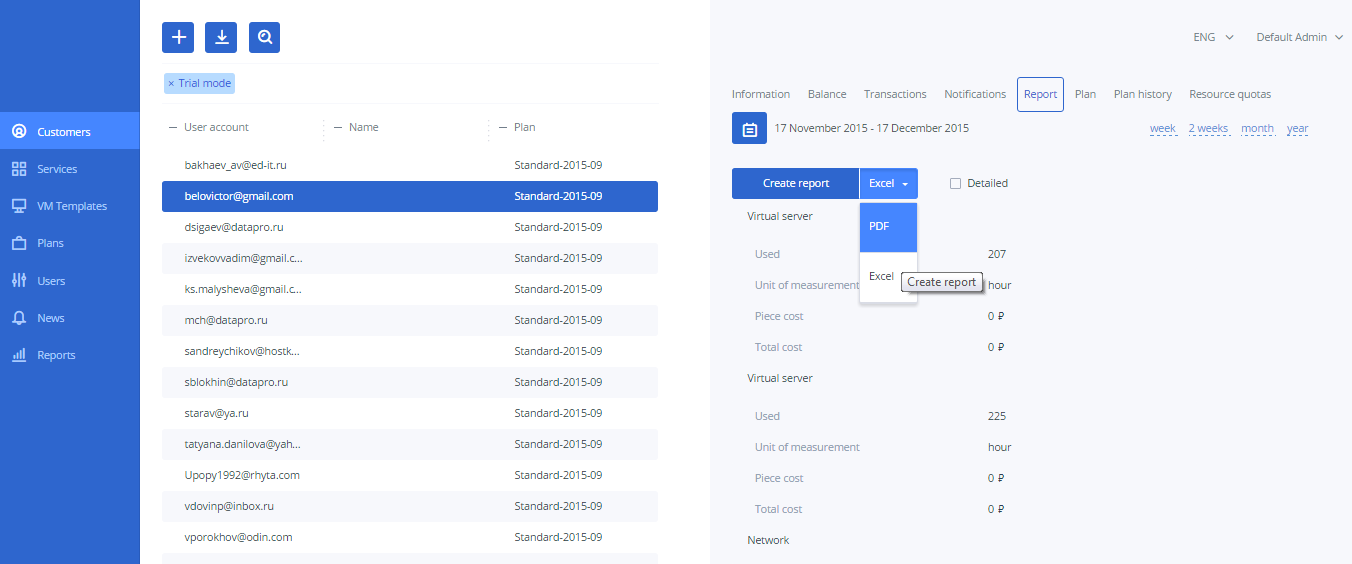 Customers
Services
VM Templates
Plans
Users
News
Reports
× Trial mode
User account Name Plan
bakhaev_av@ed-it.ru Standard-2015-09
belovictor@gmail.com Standard-2015-09
dsigaev@datapro.ru Standard-2015-09
izvekovvadim@gmail.c... Standard-2015-09
ks.malysheva@gmail.c... Standard-2015-09
mch@datapro.ru Standard-2015-09
sandreychikov@hostk... Standard-2015-09
sblokhin@datapro.ru Standard-2015-09
starav@ya.ru Standard-2015-09
tatyana.danilova@yah... Standard-2015-09
Upopy1992@rhyta.com Standard-2015-09
vdovinp@inbox.ru Standard-2015-09
vporokhov@odin.com Standard-2015-09
ENG Default Admin
Information Balance Transactions Notifications Report Plan Plan history Resource quotas
17 November 2015 - 17 December 2015 week 2 weeks month year
Create report Excel Detailed
PDF
Excel
Create report
Virtual server
Used 207
Unit of measurement hour
Piece cost 0 ₽
Total cost 0 ₽
Virtual server
Used 225
Unit of measurement hour
Piece cost 0 ₽
Total cost 0 ₽
Network